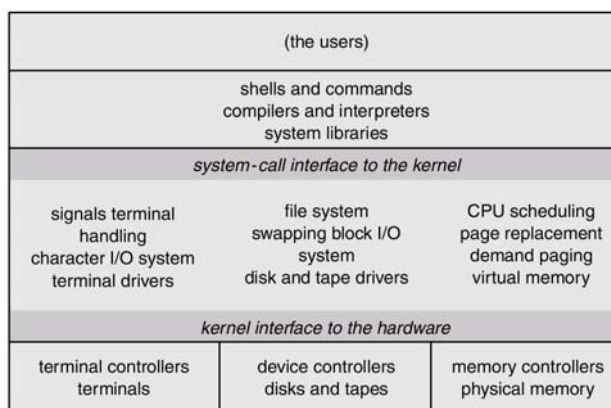 (the users)
shells and commands
compilers and interpreters
system libraries
system-call interface to the kernel
signals terminal
handling
character I/O system
terminal drivers
file system
swapping block I/O
system
disk and tape drivers
CPU scheduling
page replacement
demand paging
virtual memory
kernel interface to the hardware
terminal controllers
terminals
device controllers
disks and tapes
memory controllers
physical memory